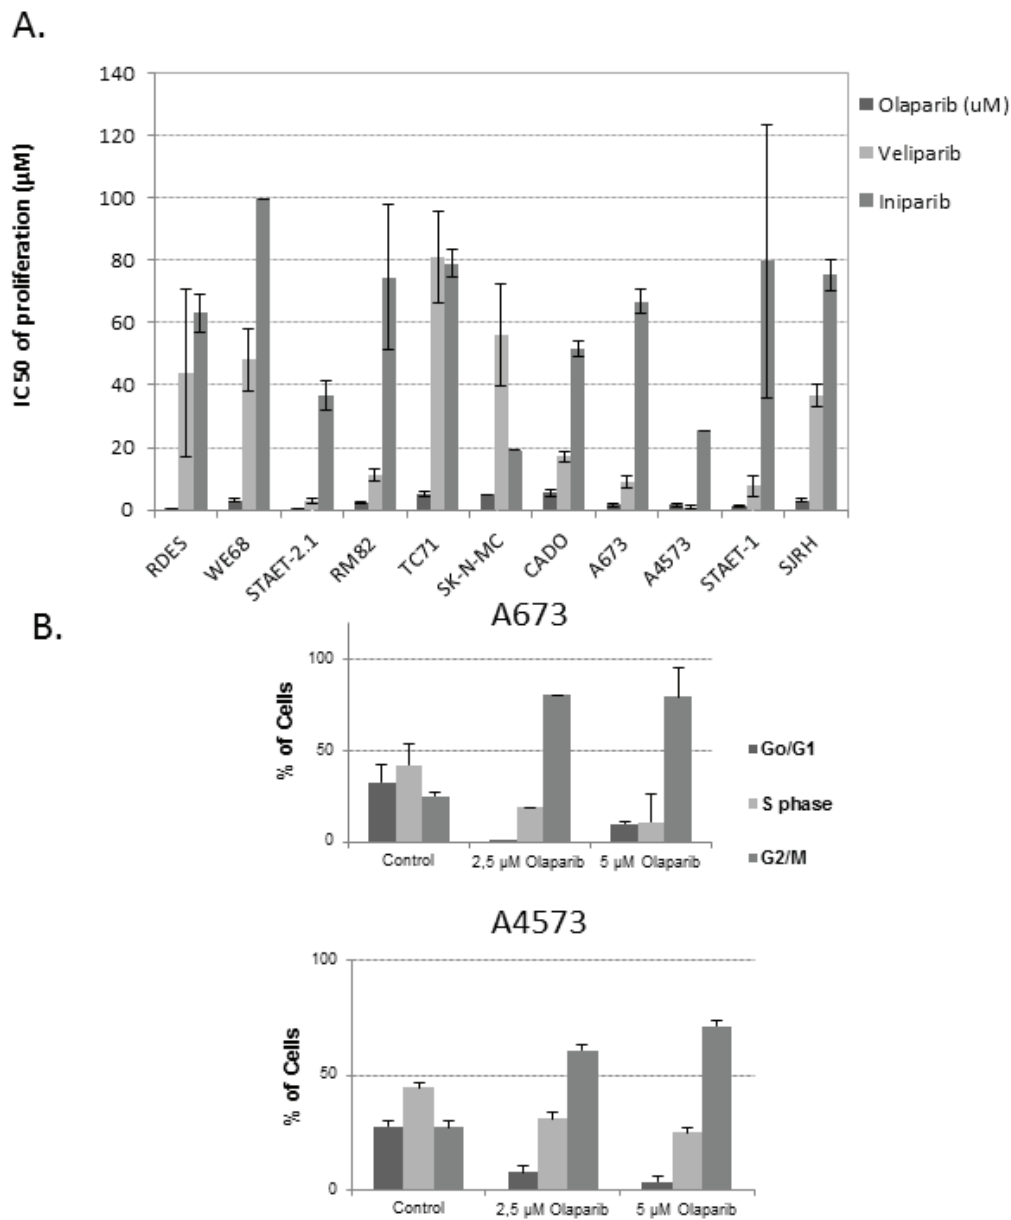 A.
IC50 of proliferation (µM)
140
120
100
80
60
40
20
0
RDES
WE68
STAET-2.1
RM82
TC71
SK-N-MC
CADO
A673
A4573
STAET-1
SJRH
Olaparib (uM)
Veliparib
Iniparib
B.
A673
% of Cells
100
50
0
Control
2,5 µM Olaparib
5 µM Olaparib
Go/G1
S phase
G2/M
A4573
% of Cells
100
50
0
Control
2,5 µM Olaparib
5 µM Olaparib